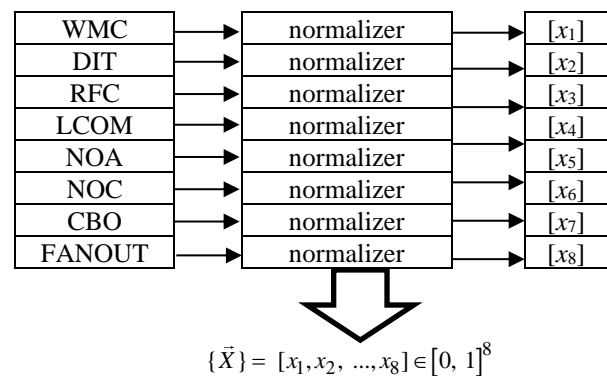 WMC normalizer [x₁]
DIT normalizer [x₂]
RFC normalizer [x₃]
LCOM normalizer [x₄]
NOA normalizer [x₅]
NOC normalizer [x₆]
CBO normalizer [x₇]
FANOUT normalizer [x₈]
{X⃗} = [x₁, x₂, ..., x₈] ∈ [0, 1]⁸